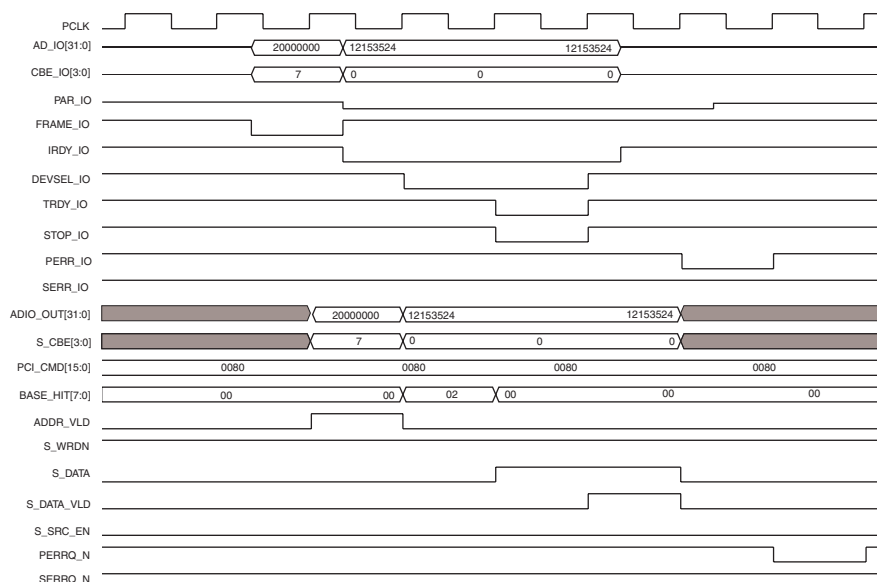 PCLK
AD_IO[31:0] 20000000 12153524 12153524
CBE_IO[3:0] 7 0 0 0
PAR_IO
FRAME_IO
IRDY_IO
DEVSEL_IO
TRDY_IO
STOP_IO
PERR_IO
SERR_IO
ADIO_OUT[31:0] 20000000 12153524 12153524
S_CBE[3:0] 7 0 0 0
PCI_CMD[15:0] 0080 0080 0080 0080
BASE_HIT[7:0] 00 00 02 00 00 00
ADDR_VLD
S_WRDN
S_DATA
S_DATA_VLD
S_SRC_EN
PERRQ_N
SERRQ_N